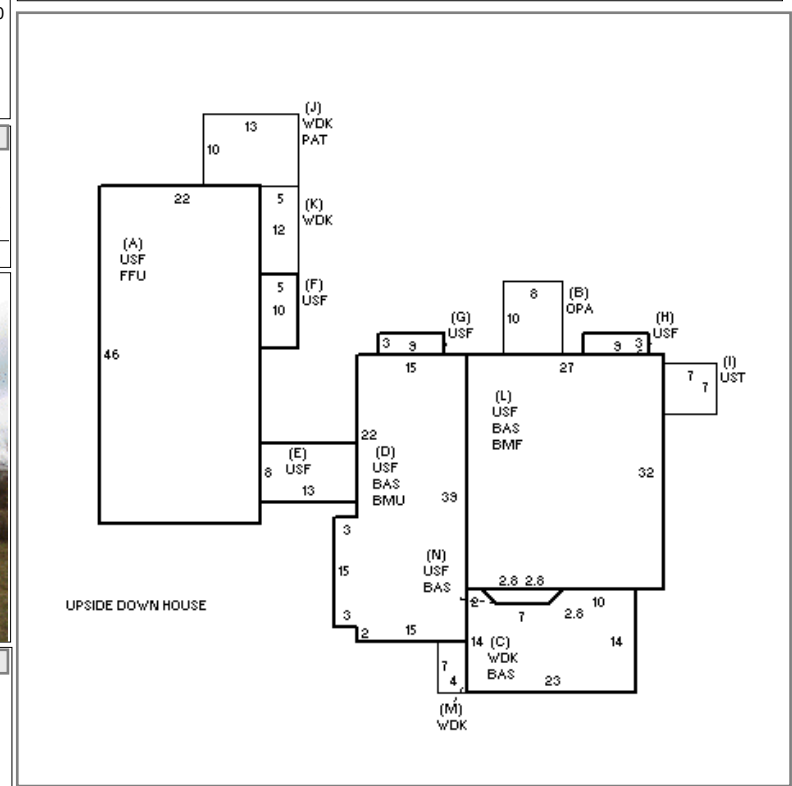 (J)
WDK
PAT
13
10
22
5
(K)
WDK
12
(A)
USF
FFU
5
(F)
USF
10
8
(B)
OPA
10
(G)
USF
(H)
USF
3 9
9 3
46
15
27
(I)
UST
7
7
(L)
USF
BAS
BMF
22
(E)
USF
8
13
(D)
USF
BAS
BMU
39
32
3
15
(N)
USF
BAS
2.8 2.8
UPSIDE DOWN HOUSE
-2-
7
2.8
10
3
2
15
14
(C)
WDK
BAS
14
7
4
23
(M)
WDK